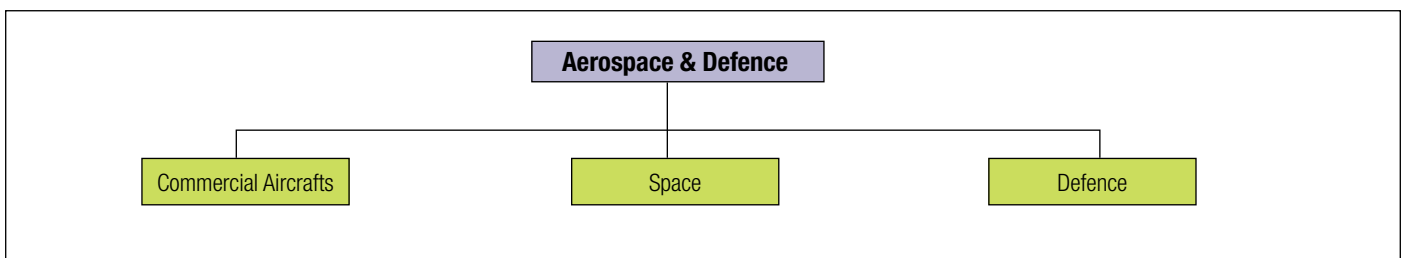 Aerospace & Defence
Commercial Aircrafts
Space
Defence